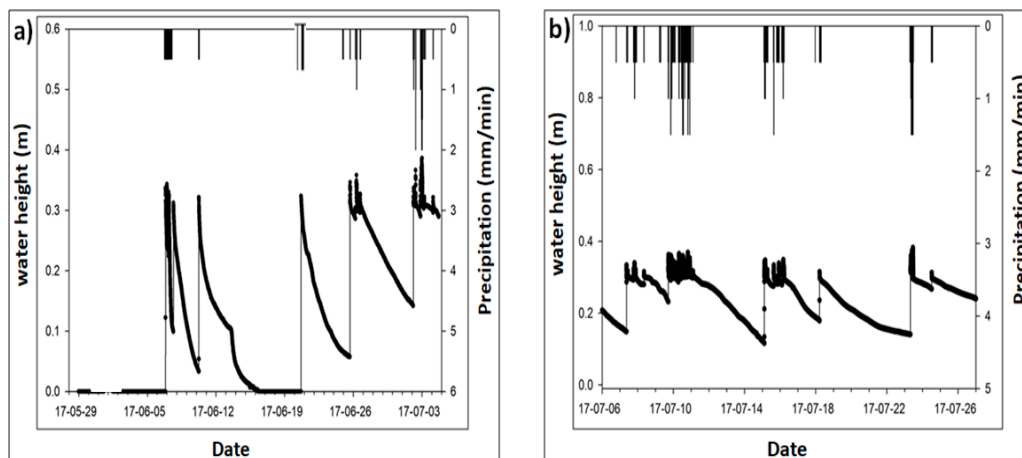 a)
water height (m)
0.6
0.5
0.4
0.3
0.2
0.1
0.0
0
1
2
3
4
5
6
Precipitation (mm/min)
17-05-29 17-06-05 17-06-12 17-06-19 17-06-26 17-07-03
Date
b)
water height (m)
1.0
0.8
0.6
0.4
0.2
0.0
0
1
2
3
4
5
Precipitation (mm/min)
17-07-06 17-07-10 17-07-14 17-07-18 17-07-22 17-07-26
Date